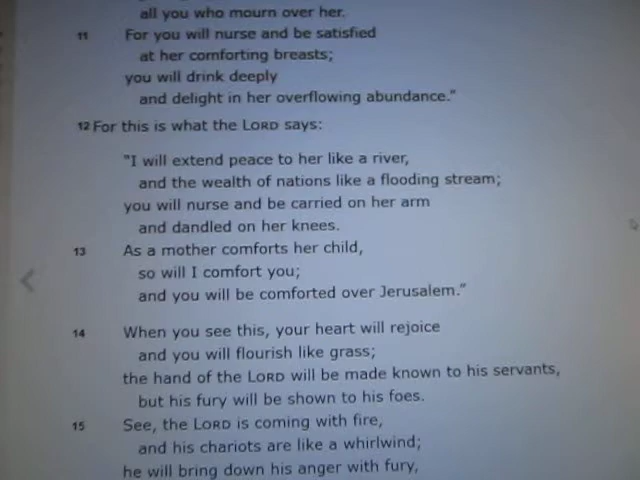 all you who mourn over her.
11 For you will nurse and be satisfied
at her comforting breasts;
you will drink deeply
and delight in her overflowing abundance.”
12 For this is what the LORD says:
“I will extend peace to her like a river,
and the wealth of nations like a flooding stream;
you will nurse and be carried on her arm
and dandled on her knees.
13 As a mother comforts her child,
so will I comfort you;
and you will be comforted over Jerusalem.”
14 When you see this, your heart will rejoice
and you will flourish like grass;
the hand of the LORD will be made known to his servants,
but his fury will be shown to his foes.
15 See, the LORD is coming with fire,
and his chariots are like a whirlwind;
he will bring down his anger with fury,